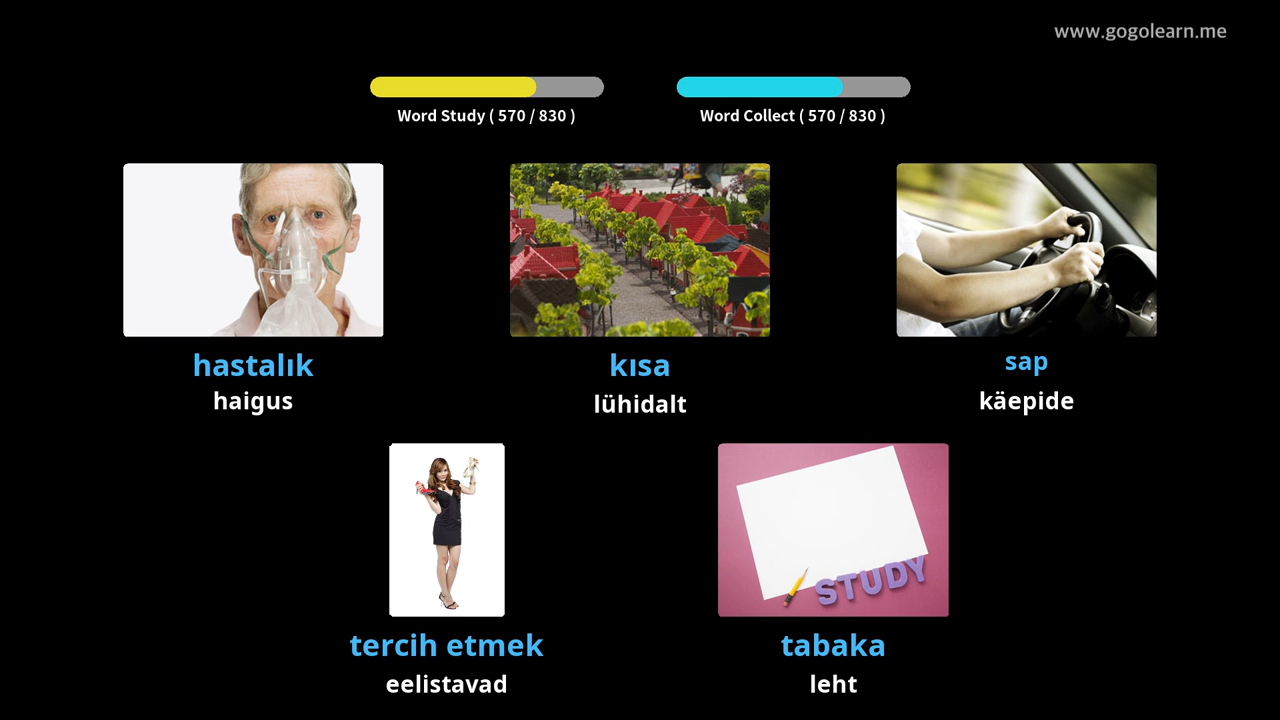 www.gogolearn.me
Word Study ( 570 / 830 )
Word Collect ( 570 / 830 )
hastalık
haigus
kısa
lühidalt
sap
käepide
STUDY
tercih etmek
eelistavad
tabaka
leht